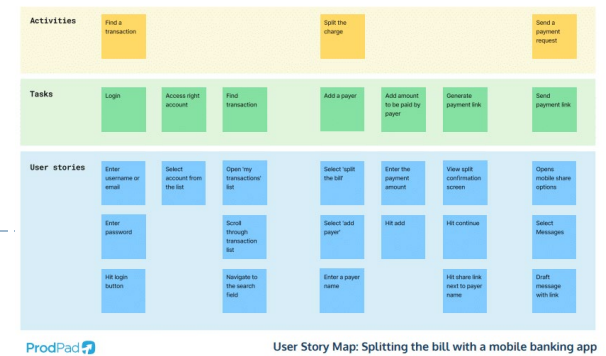 Activities
Find a
transaction
Split the
charge
Send a
payment
request
Tasks
Login
Access right
account
Find
transaction
Add a payer
Add amount
to be paid by
payer
Generate
payment link
Send
payment link
User stories
Enter
username or
email
Select
account from
the list
Open 'my
transactions'
list
Select 'split
the bill'
Enter the
payment
amount
View split
confirmation
screen
Opens
mobile share
options
Enter
password
Scroll
through
transaction
list
Select 'add
payer'
Hit add
Hit continue
Select
Messages
Hit login
button
Navigate to
the search
field
Enter a payer
name
Hit share link
next to payer
name
Draft
message
with link
ProdPad
User Story Map: Splitting the bill with a mobile banking app